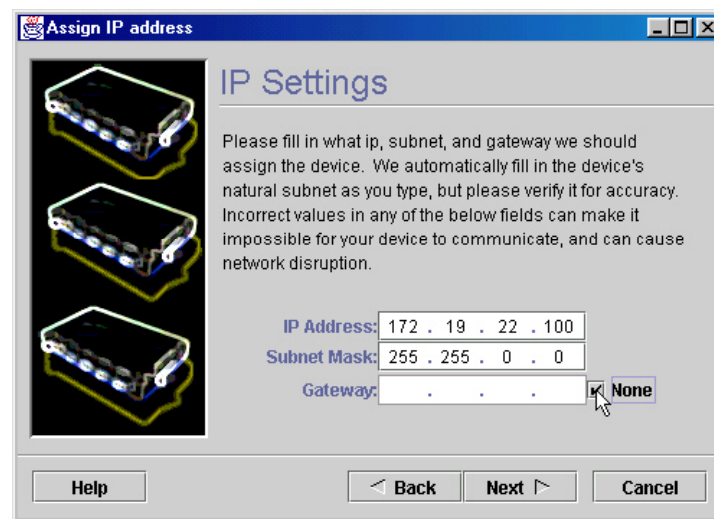 Assign IP address
IP Settings
Please fill in what ip, subnet, and gateway we should
assign the device. We automatically fill in the device's
natural subnet as you type, but please verify it for accuracy.
Incorrect values in any of the below fields can make it
impossible for your device to communicate, and can cause
network disruption.
IP Address: 172 . 19 . 22 . 100
Subnet Mask: 255 . 255 . 0 . 0
Gateway: . . . None
Help Back Next Cancel